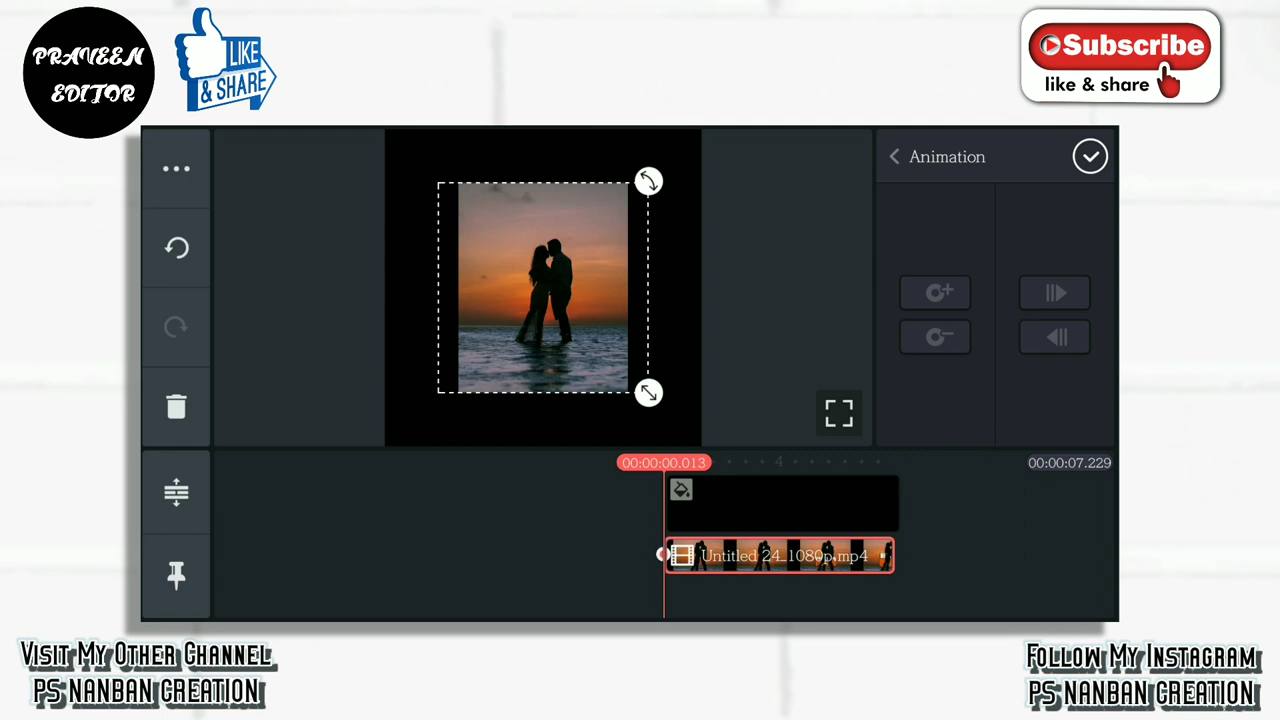 PRAVEEN
EDITOR
LIKE
& SHARE
Subscribe
like & share
Animation
00:00:00.013
4
00:00:07.229
Untitled 24_1080p.mp4
Visit My Other Channel
PS NANBAN CREATION
Follow My Instagram
PS NANBAN CREATION